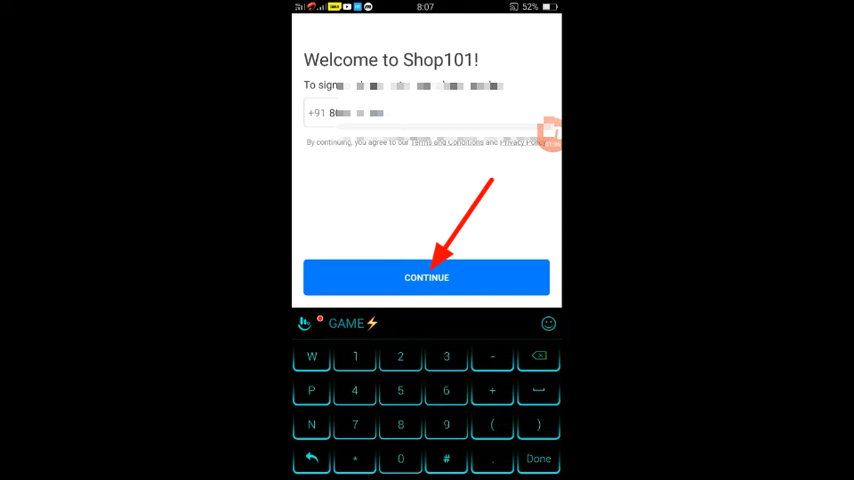 8:07
52%
Welcome to Shop101!
To sign
+91 8
By continuing, you agree to our Terms and Conditions and Privacy Policy
CONTINUE
GAME⚡
W 1 2 3 -
P 4 5 6 +
N 7 8 9 ( )
* 0 # . Done